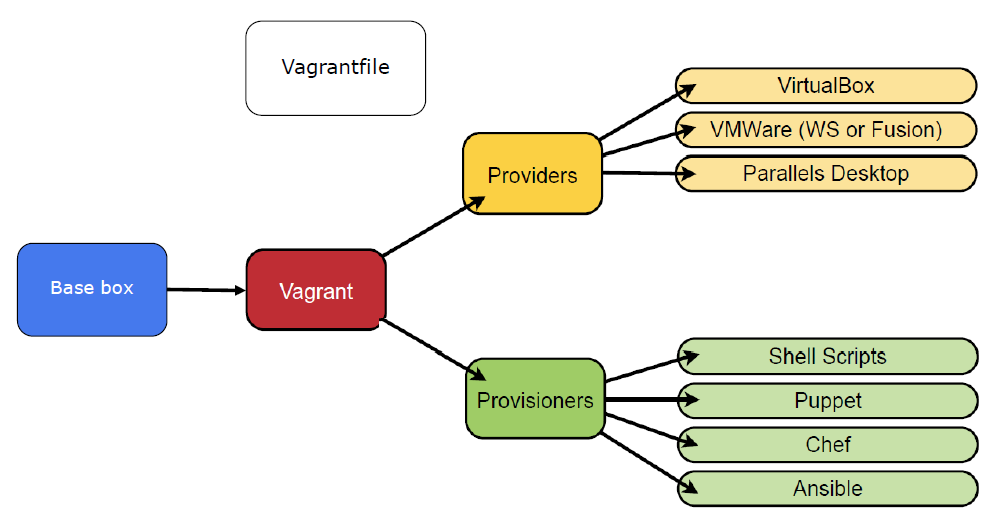 Vagrantfile
VirtualBox
VMWare (WS or Fusion)
Providers
Parallels Desktop
Base box
Vagrant
Shell Scripts
Provisioners
Puppet
Chef
Ansible